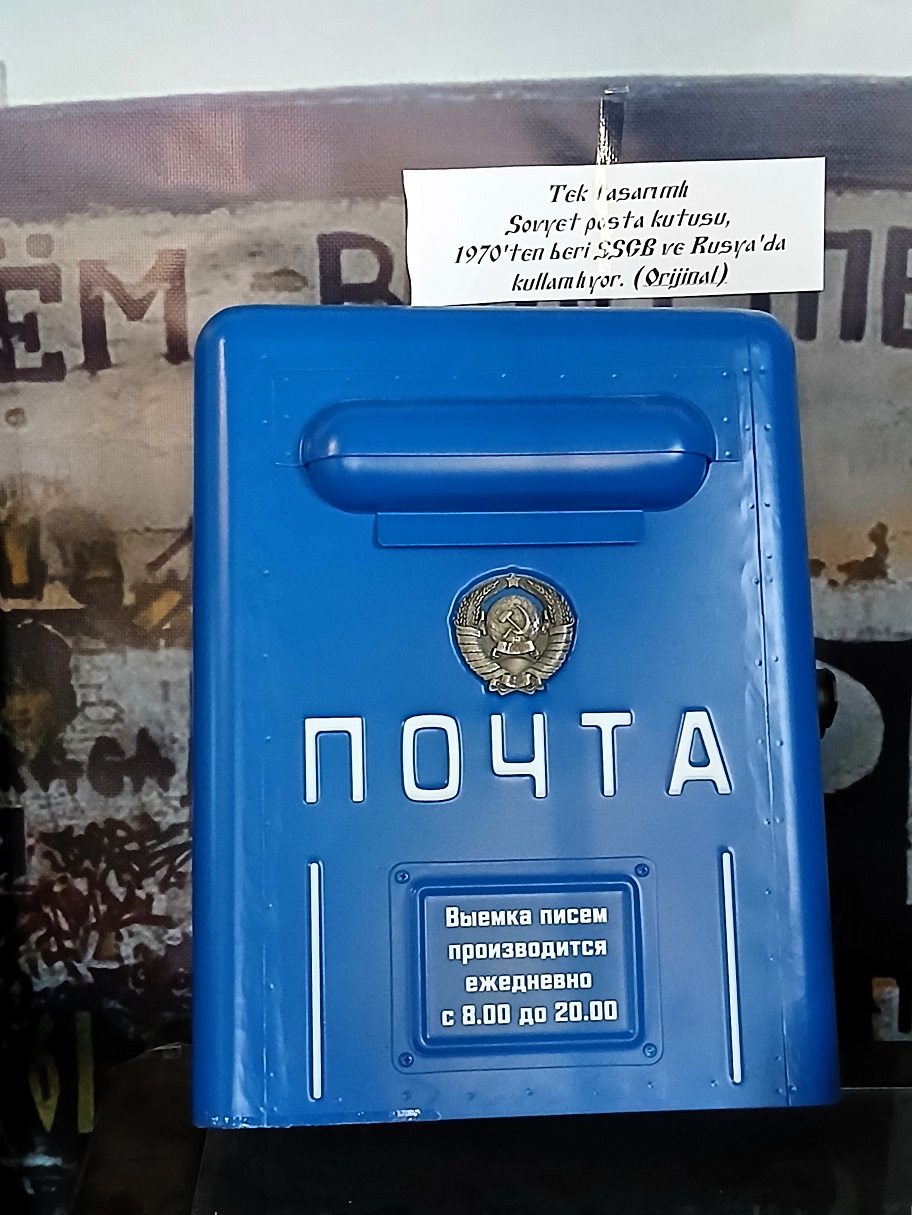 Tek tasarımlı
Sovyet posta kutusu,
1970'ten beri SSCB ve Rusya'da
kullanılıyor. (Orijinal)
ПОЧТА
Выемка писем
производится
ежедневно
с 8.00 до 20.00